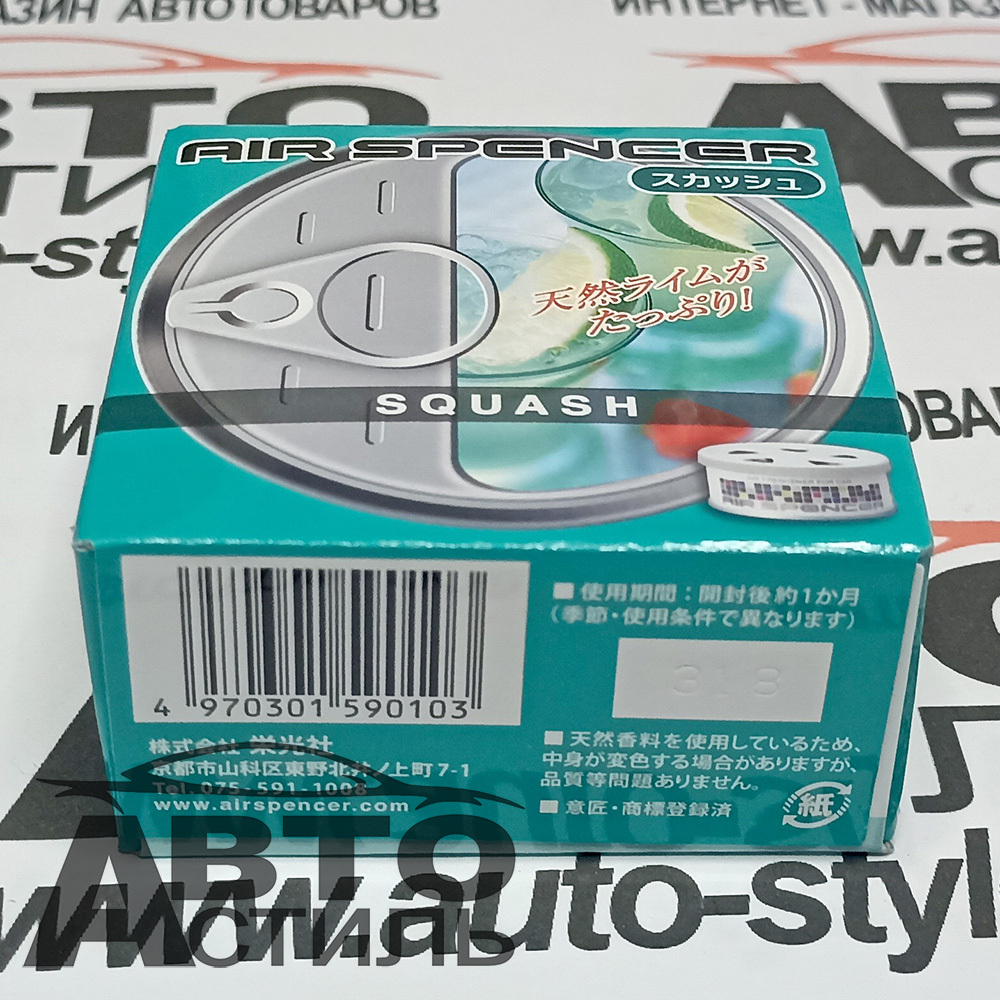 АЗИН АВТОТОВАРОВ
ИНТЕРНЕТ - МАГАЗ
AIR SPENCER
スカッシュ
天然ライムが
たっぷり!
SQUASH
AIR SPENCER
4 970301 590103
株式会社 栄光社
京都市山科区東野北井ノ上町7-1
Tel. 075-591-1008
www.airspencer.com
■使用期間:開封後約1か月
(季節・使用条件で異なります)
318
■天然香料を使用しているため、
中身が変色する場合がありますが、
品質等問題ありません。
■意匠・商標登録済
紙
АВТО
СТИЛЬ
www.auto-styl